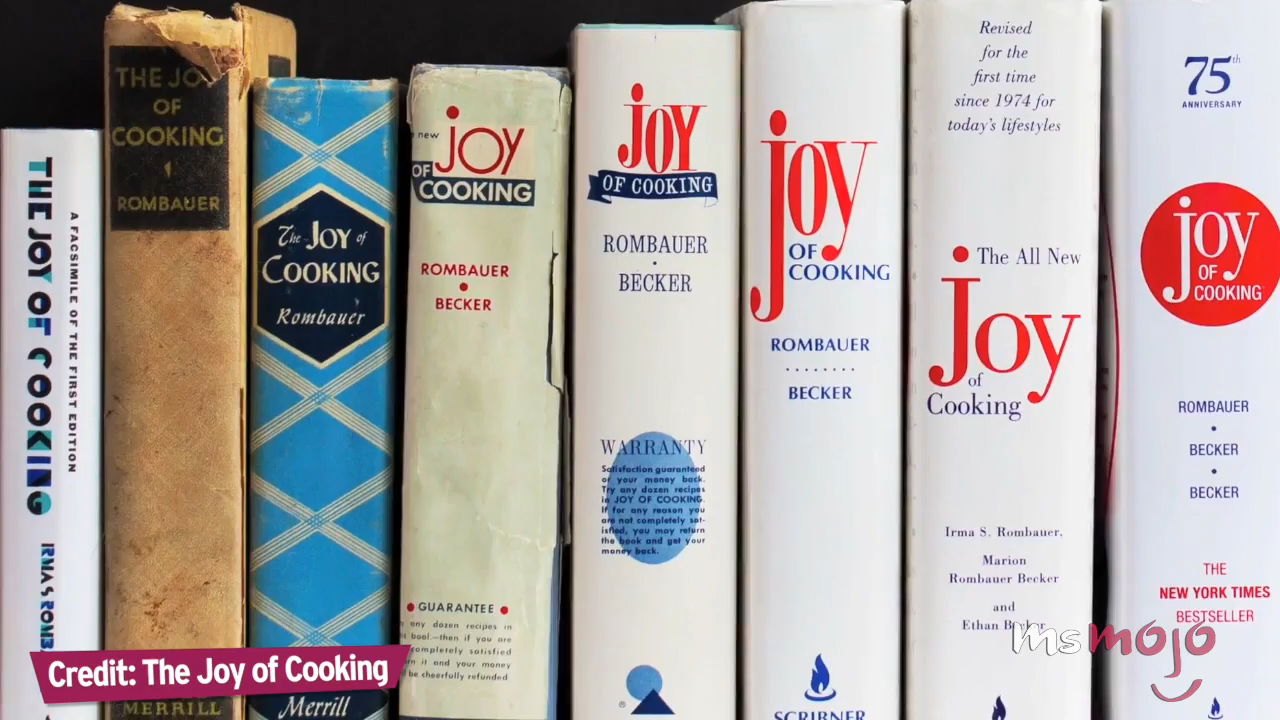 THE JOY OF COOKING
A FACSIMILE OF THE FIRST EDITION
IRMA S. ROMBA
THE JOY
OF
COOKING
ROMBAUER
MERRILL
The JOY of
COOKING
Rombauer
Merrill
new
joy
OF
COOKING
ROMBAUER
BECKER
GUARANTEE
any dozen recipes in
book—then if you are
completely satisfied
it and your money
be cheerfully refunded
joy
OF COOKING
ROMBAUER
BECKER
WARRANTY
Satisfaction guaranteed
or your money back.
Try any dozen recipes
in JOY OF COOKING.
If for any reason you
are not completely sat-
isfied, you may return
the book and get your
money back.
®
joy
OF
COOKING
ROMBAUER
BECKER
SCRIBNER
Revised
for the
first time
since 1974 for
today's lifestyles
The All New
Joy
of
Cooking
Irma S. Rombauer,
Marion
Rombauer Becker
and
Ethan Becker
75th
ANNIVERSARY
joy
OF
COOKING
ROMBAUER
BECKER
BECKER
THE
NEW YORK TIMES
BESTSELLER
msmojo
Credit: The Joy of Cooking